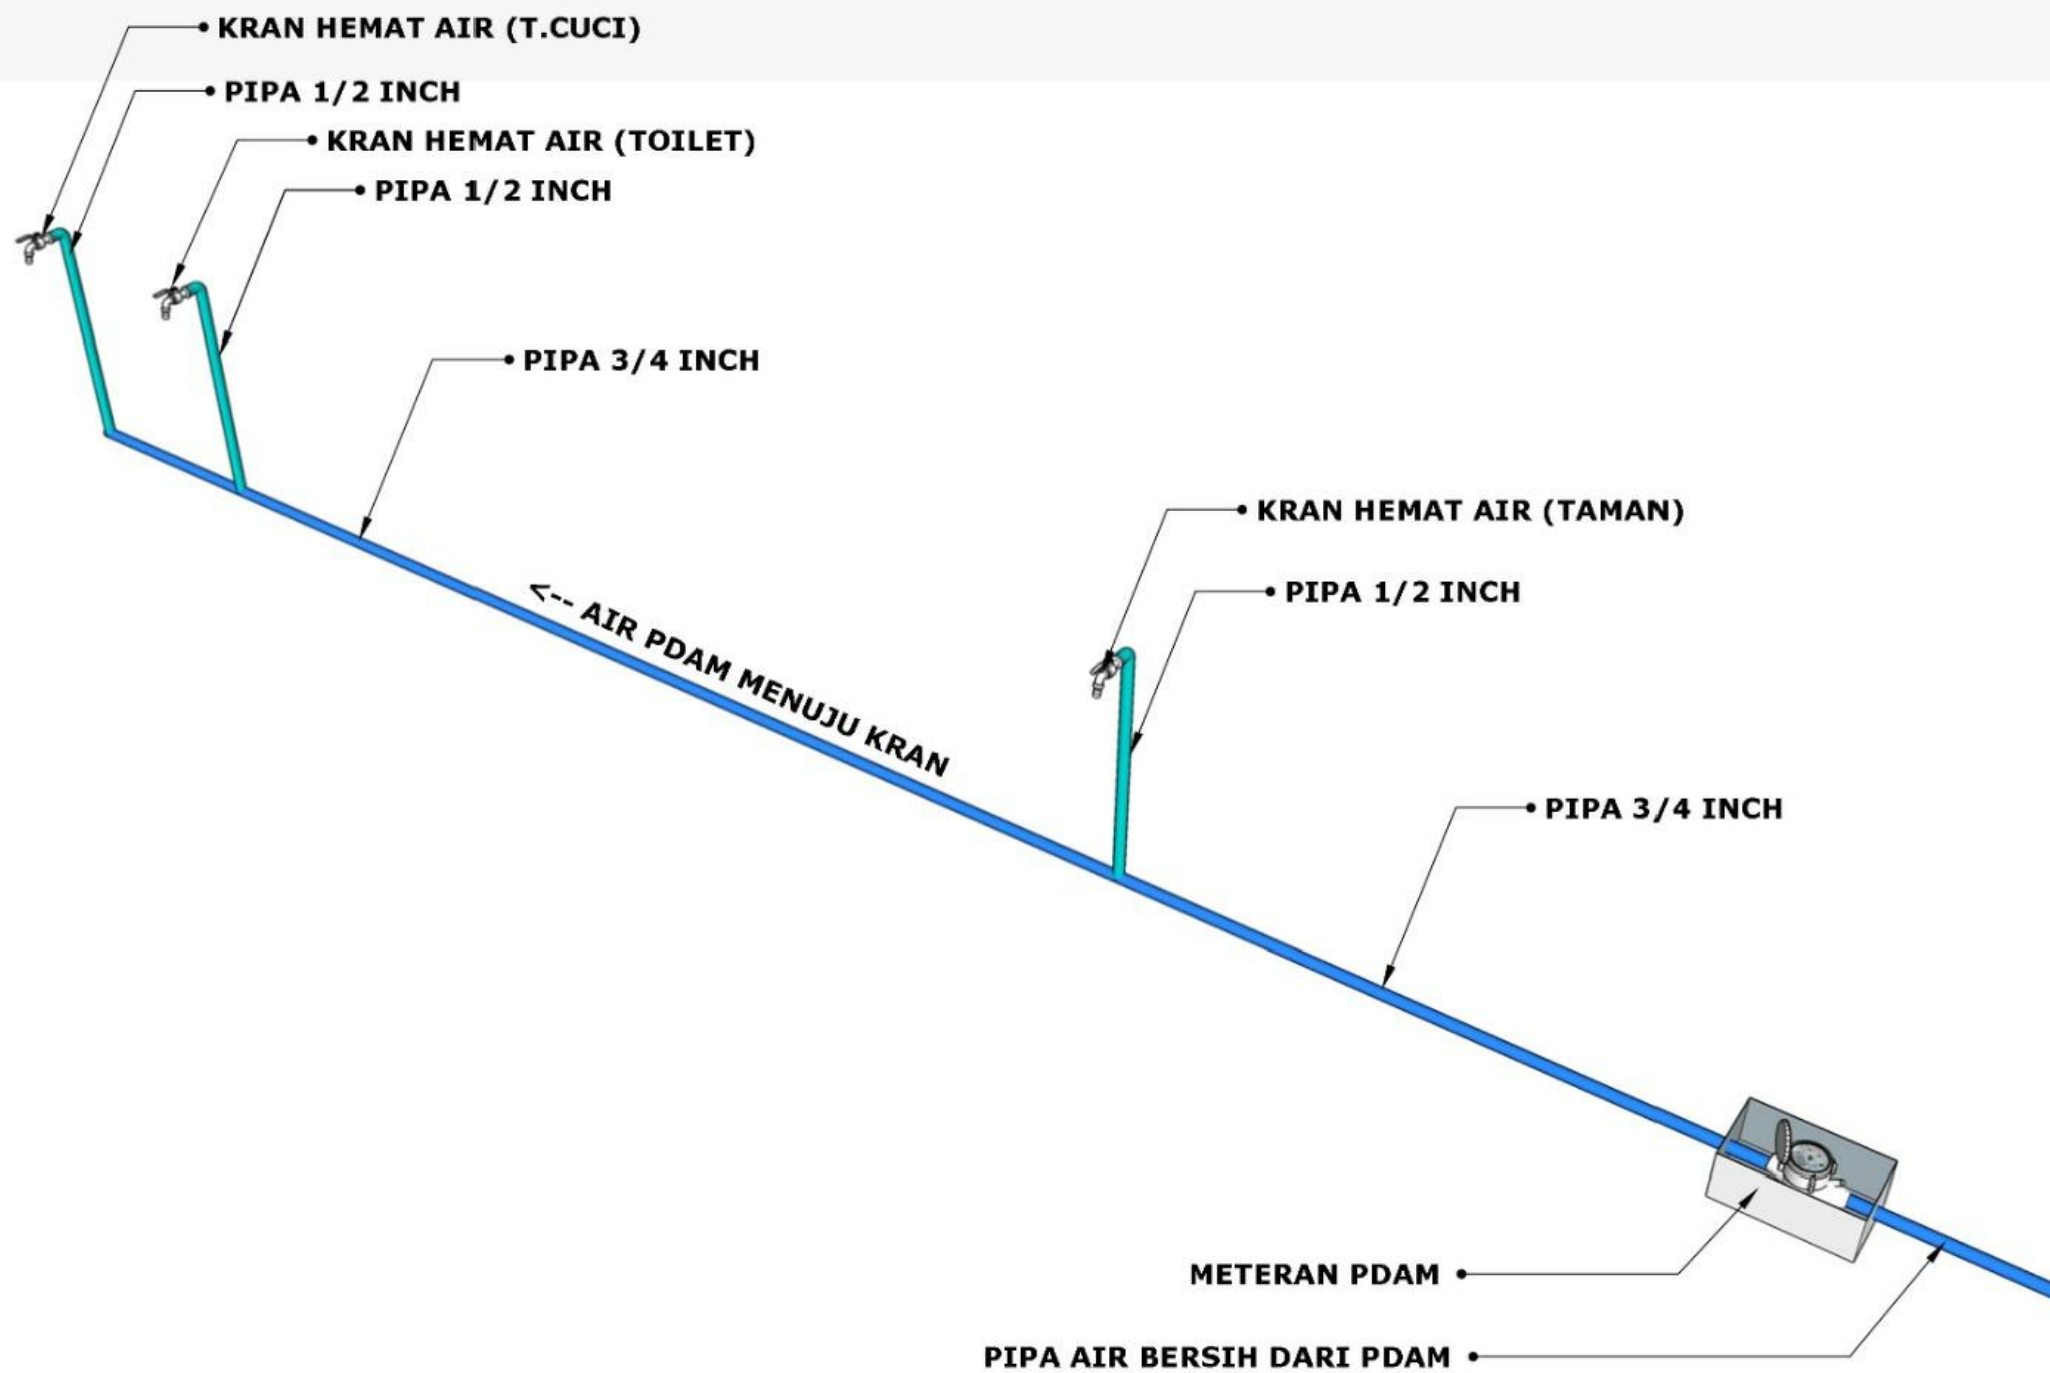 KRAN HEMAT AIR (T.CUCI)
PIPA 1/2 INCH
KRAN HEMAT AIR (TOILET)
PIPA 1/2 INCH
PIPA 3/4 INCH
KRAN HEMAT AIR (TAMAN)
PIPA 1/2 INCH
<-- AIR PDAM MENUJU KRAN
PIPA 3/4 INCH
METERAN PDAM
PIPA AIR BERSIH DARI PDAM